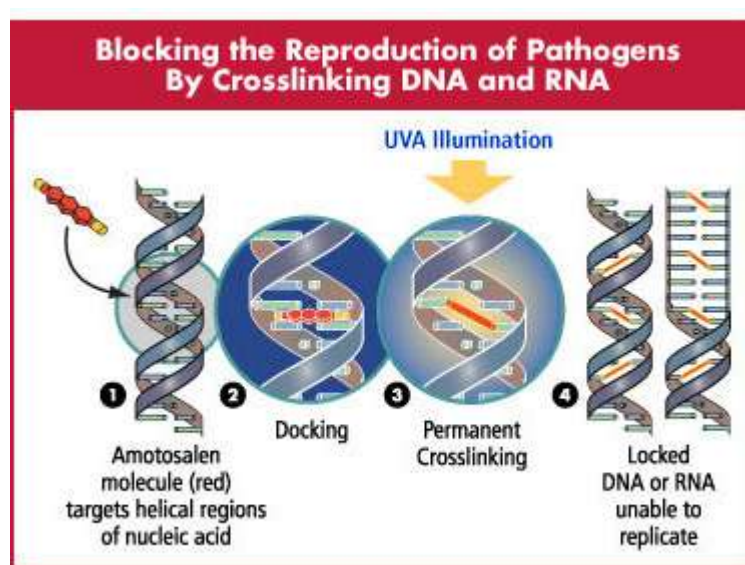 Blocking the Reproduction of Pathogens
By Crosslinking DNA and RNA
UVA Illumination
1
Amotosalen
molecule (red)
targets helical regions
of nucleic acid
2
Docking
3
Permanent
Crosslinking
4
Locked
DNA or RNA
unable to
replicate